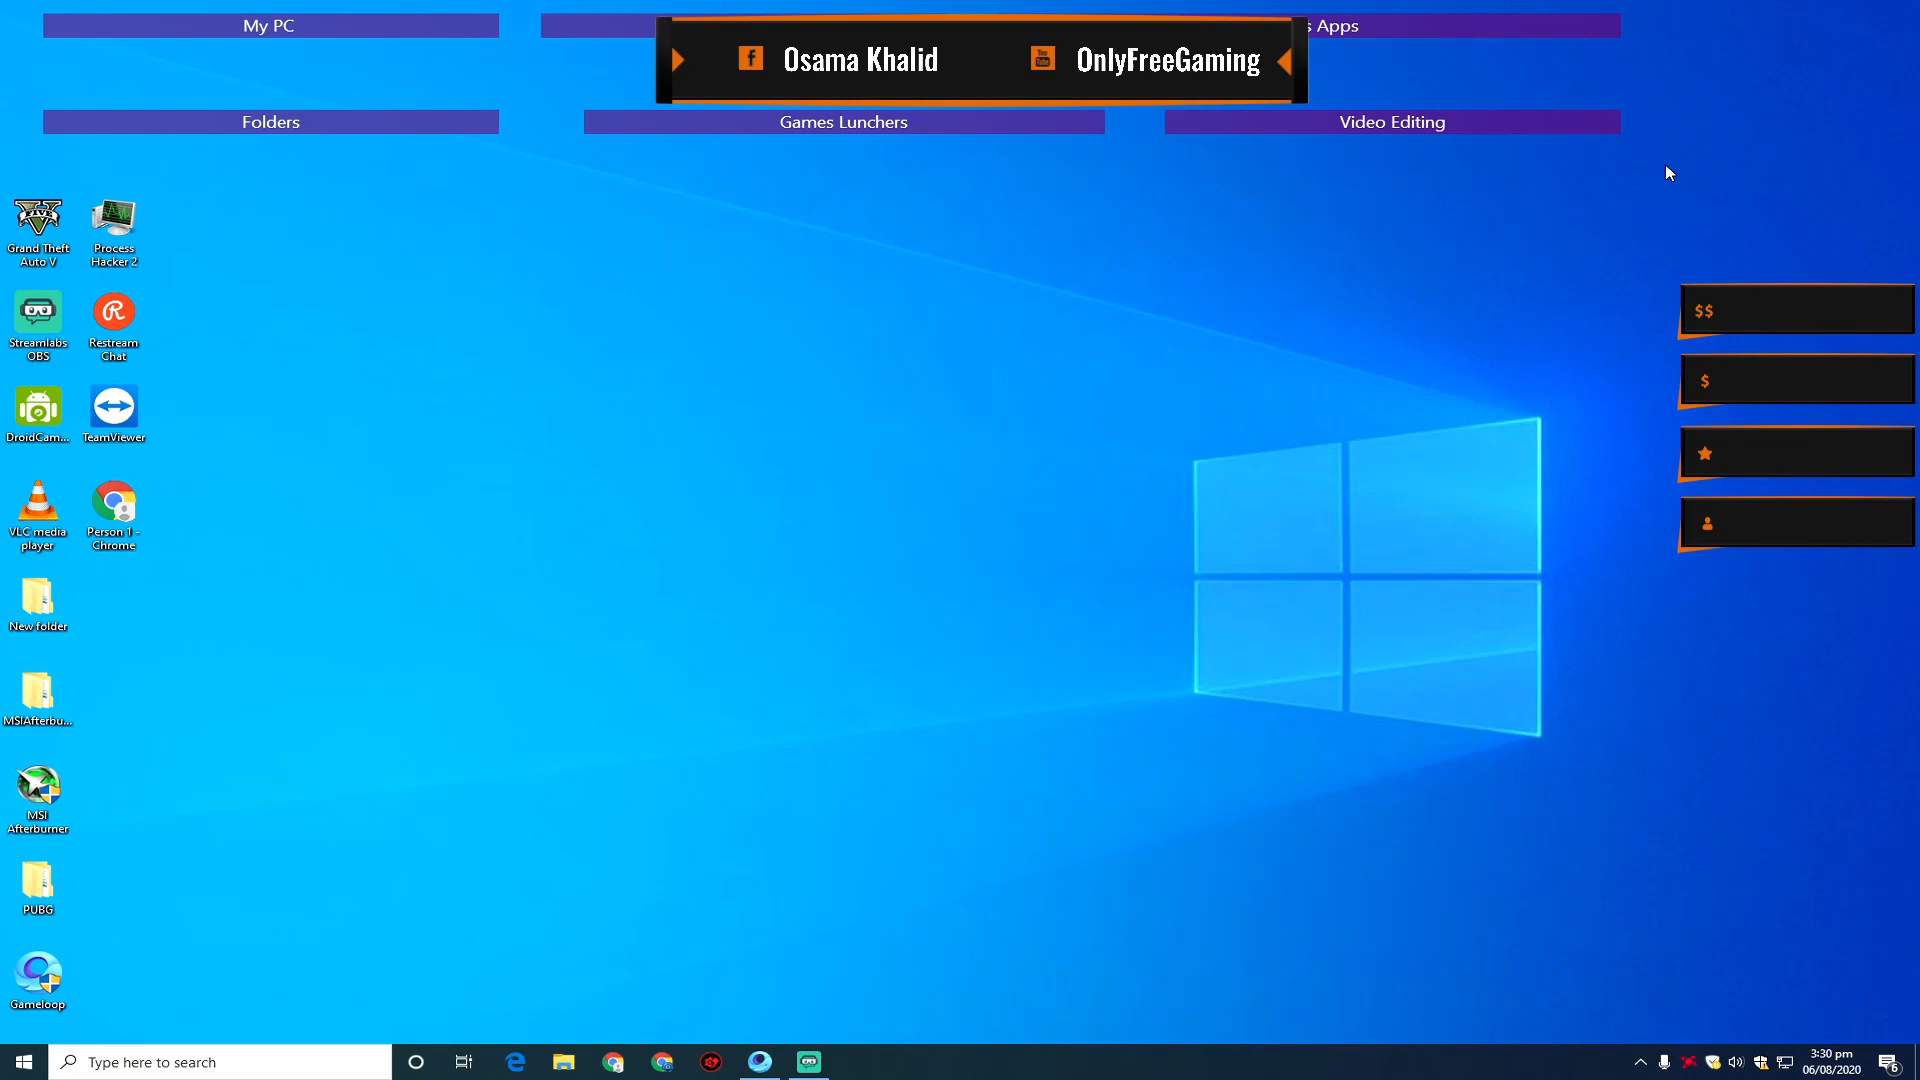 My PC
s Apps
Osama Khalid
OnlyFreeGaming
Folders
Games Lunchers
Video Editing
Grand Theft
Auto V
Process
Hacker 2
Streamlabs
OBS
Restream
Chat
DroidCam...
TeamViewer
VLC media
player
Person 1 -
Chrome
New folder
MSIAfterbu...
MSI
Afterburner
PUBG
Gameloop
$$
$
Type here to search
3:30 pm
06/08/2020
6